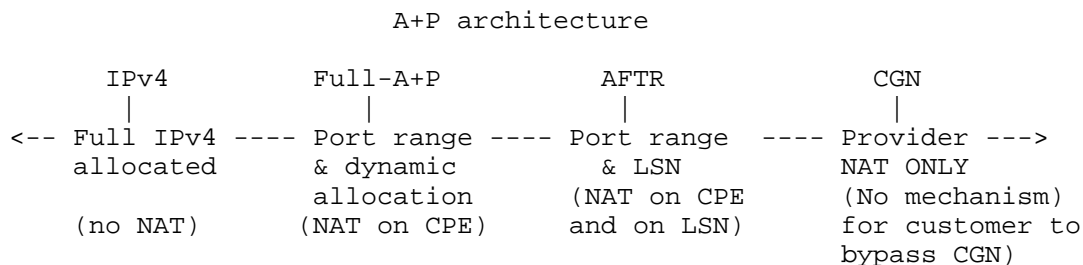 A+P architecture
IPv4 Full-A+P AFTR CGN
| | | |
<-- Full IPv4 ---- Port range ---- Port range ---- Provider --->
allocated & dynamic & LSN NAT ONLY
allocation (NAT on CPE (No mechanism)
(no NAT) (NAT on CPE) and on LSN) for customer to
bypass CGN)